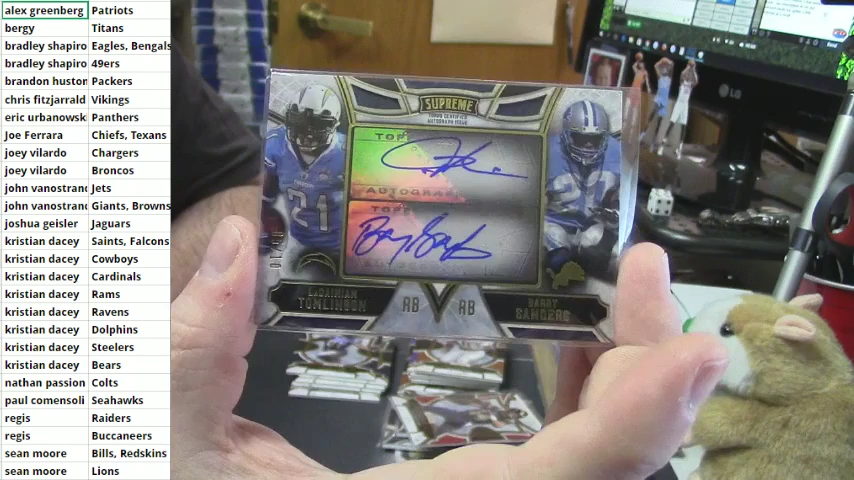 alex greenberg Patriots
bergy Titans
bradley shapiro Eagles, Bengals
bradley shapiro 49ers
brandon huston Packers
chris fitzjarrald Vikings
eric urbanowsk Panthers
Joe Ferrara Chiefs, Texans
joey vilardo Chargers
joey vilardo Broncos
john vanostrand Jets
john vanostrand Giants, Browns
joshua geisler Jaguars
kristian dacey Saints, Falcons
kristian dacey Cowboys
kristian dacey Cardinals
kristian dacey Rams
kristian dacey Ravens
kristian dacey Dolphins
kristian dacey Steelers
kristian dacey Bears
nathan passion Colts
paul comensoli Seahawks
regis Raiders
regis Buccaneers
sean moore Bills, Redskins
sean moore Lions
SUPREME
TOPPS CERTIFIED
AUTOGRAPH ISSUE
21
LADAINIAN
TOMLINSON
RB
RB
BARRY
SANDERS
LG